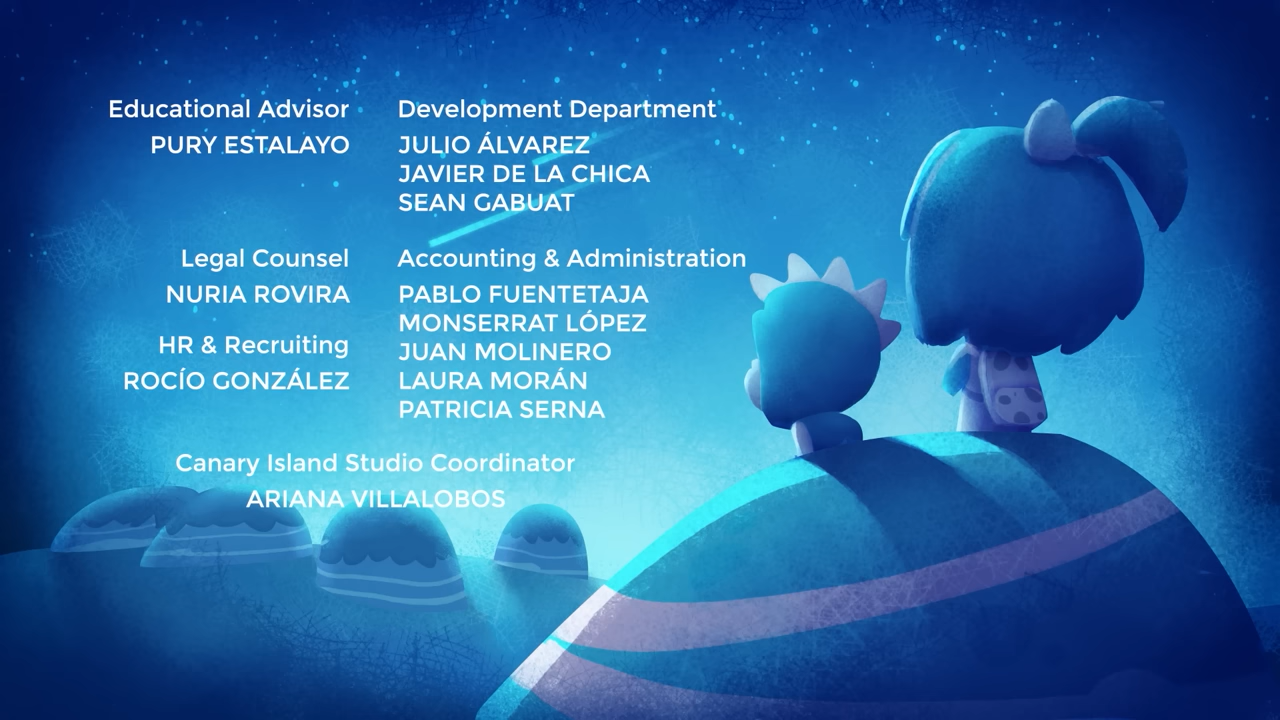 Educational Advisor
PURY ESTALAYO
Development Department
JULIO ÁLVAREZ
JAVIER DE LA CHICA
SEAN GABUAT
Legal Counsel
NURIA ROVIRA
HR & Recruiting
ROCÍO GONZÁLEZ
Accounting & Administration
PABLO FUENTETAJA
MONSERRAT LÓPEZ
JUAN MOLINERO
LAURA MORÁN
PATRICIA SERNA
Canary Island Studio Coordinator
ARIANA VILLALOBOS